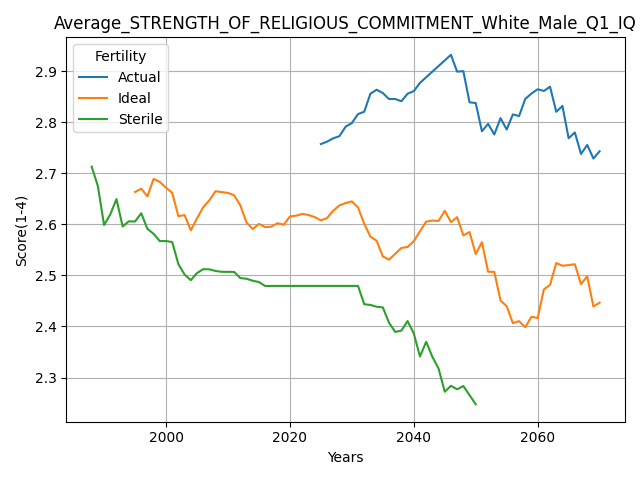 Average_STRENGTH_OF_RELIGIOUS_COMMITMENT_White_Male_Q1_IQ
Fertility
Actual
Ideal
Sterile
Score(1-4)
2.9
2.8
2.7
2.6
2.5
2.4
2.3
2000
2020
2040
2060
Years